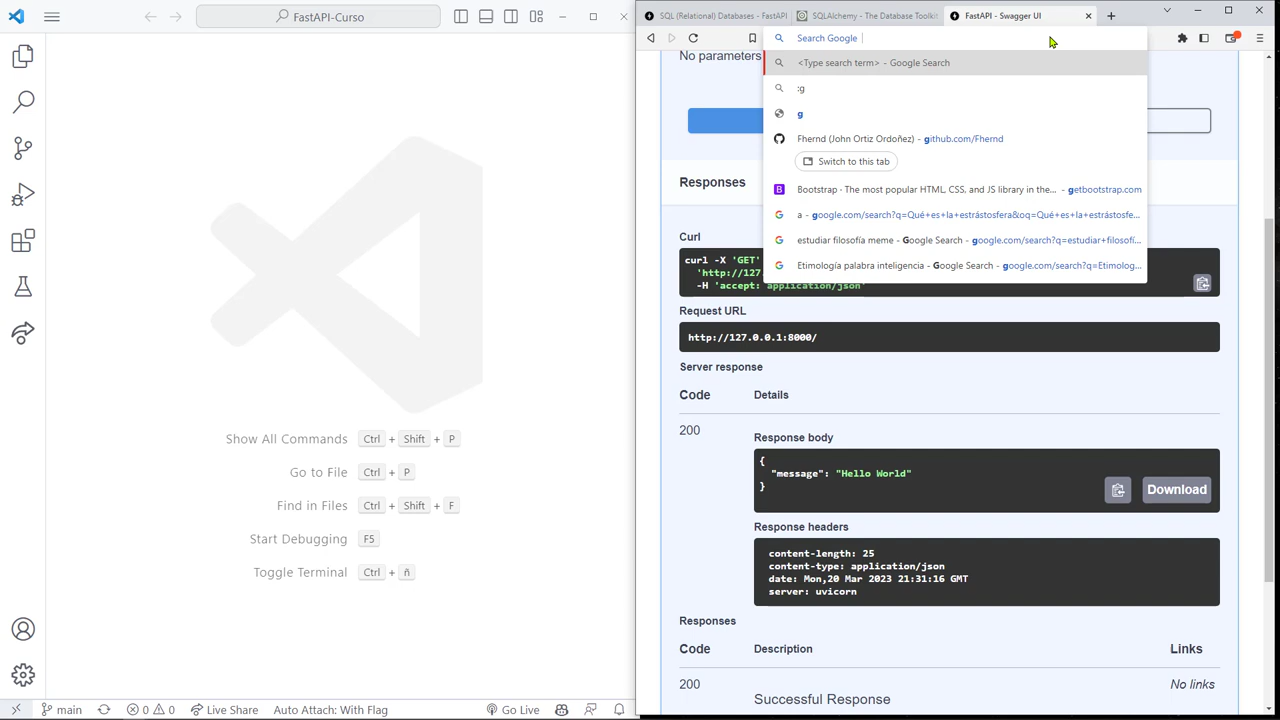 FastAPI-Curso
Show All Commands Ctrl + Shift + P
Go to File Ctrl + P
Find in Files Ctrl + Shift + F
Start Debugging F5
Toggle Terminal Ctrl + ñ
main 0 0 Live Share Auto Attach: With Flag Go Live
SQL (Relational) Databases - FastAPI
SQLAlchemy - The Database Toolkit
FastAPI - Swagger UI
Search Google
<Type search term> - Google Search
:g
g
Fhernd (John Ortiz Ordoñez) - github.com/Fhernd
Switch to this tab
Bootstrap · The most popular HTML, CSS, and JS library in the... - getbootstrap.com
a - google.com/search?q=Qué+es+la+estrástosfera&oq=Qué+es+la+estrástosfe...
estudiar filosofía meme - Google Search - google.com/search?q=estudiar+filosofí...
Etimología palabra inteligencia - Google Search - google.com/search?q=Etimolog...
No parameters
Responses
Curl
curl -X 'GET'
'http://127.
-H 'accept: application/json'
Request URL
http://127.0.0.1:8000/
Server response
Code Details
200
Response body
{
"message": "Hello World"
}
Download
Response headers
content-length: 25
content-type: application/json
date: Mon,20 Mar 2023 21:31:16 GMT
server: uvicorn
Responses
Code Description Links
200 No links
Successful Response